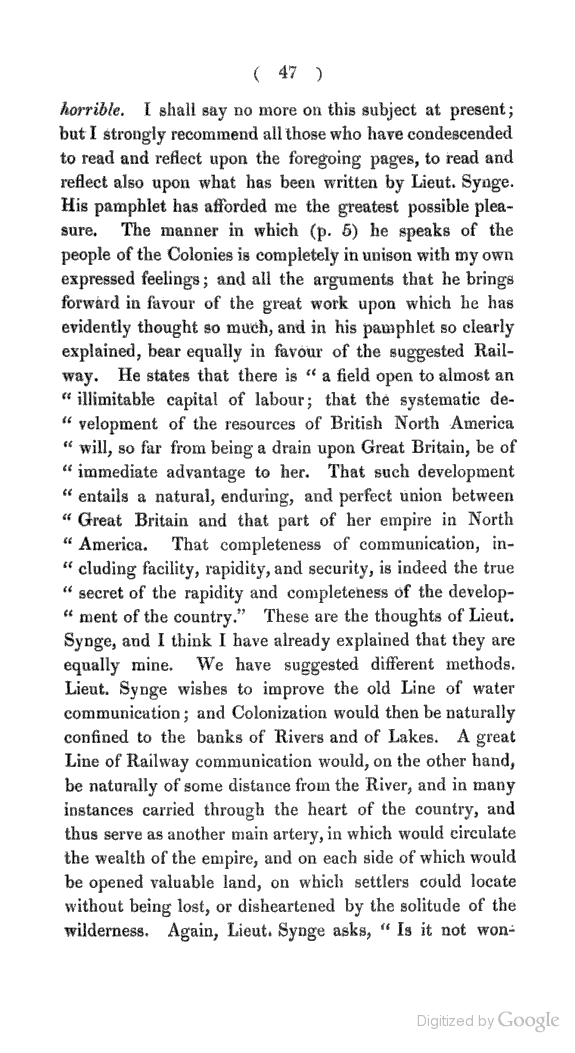 ( 47 )
horrible. I shall say no more on this subject at present;
but I strongly recommend all those who have condescended
to read and reflect upon the foregoing pages, to read and
reflect also upon what has been written by Lieut. Synge.
His pamphlet has afforded me the greatest possible plea-
sure. The manner in which (p. 5) he speaks of the
people of the Colonies is completely in unison with my own
expressed feelings; and all the arguments that he brings
forward in favour of the great work upon which he has
evidently thought so much, and in his pamphlet so clearly
explained, bear equally in favour of the suggested Rail-
way. He states that there is “ a field open to almost an
“ illimitable capital of labour; that the systematic de-
“ velopment of the resources of British North America
“ will, so far from being a drain upon Great Britain, be of
“ immediate advantage to her. That such development
“ entails a natural, enduring, and perfect union between
“ Great Britain and that part of her empire in North
“ America. That completeness of communication, in-
“ cluding facility, rapidity, and security, is indeed the true
“ secret of the rapidity and completeness of the develop-
“ ment of the country.” These are the thoughts of Lieut.
Synge, and I think I have already explained that they are
equally mine. We have suggested different methods.
Lieut. Synge wishes to improve the old Line of water
communication; and Colonization would then be naturally
confined to the banks of Rivers and of Lakes. A great
Line of Railway communication would, on the other hand,
be naturally of some distance from the River, and in many
instances carried through the heart of the country, and
thus serve as another main artery, in which would circulate
the wealth of the empire, and on each side of which would
be opened valuable land, on which settlers could locate
without being lost, or disheartened by the solitude of the
wilderness. Again, Lieut. Synge asks, “ Is it not won-
Digitized by Google